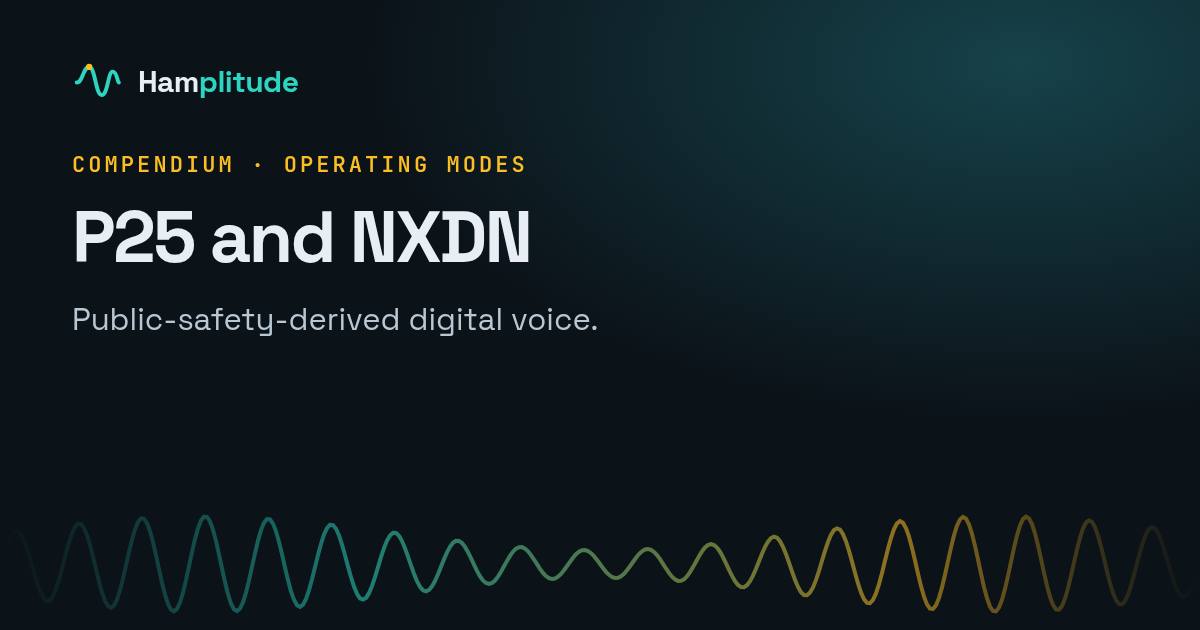 Hamplitude
COMPENDIUM · OPERATING MODES
P25 and NXDN
Public-safety-derived digital voice.